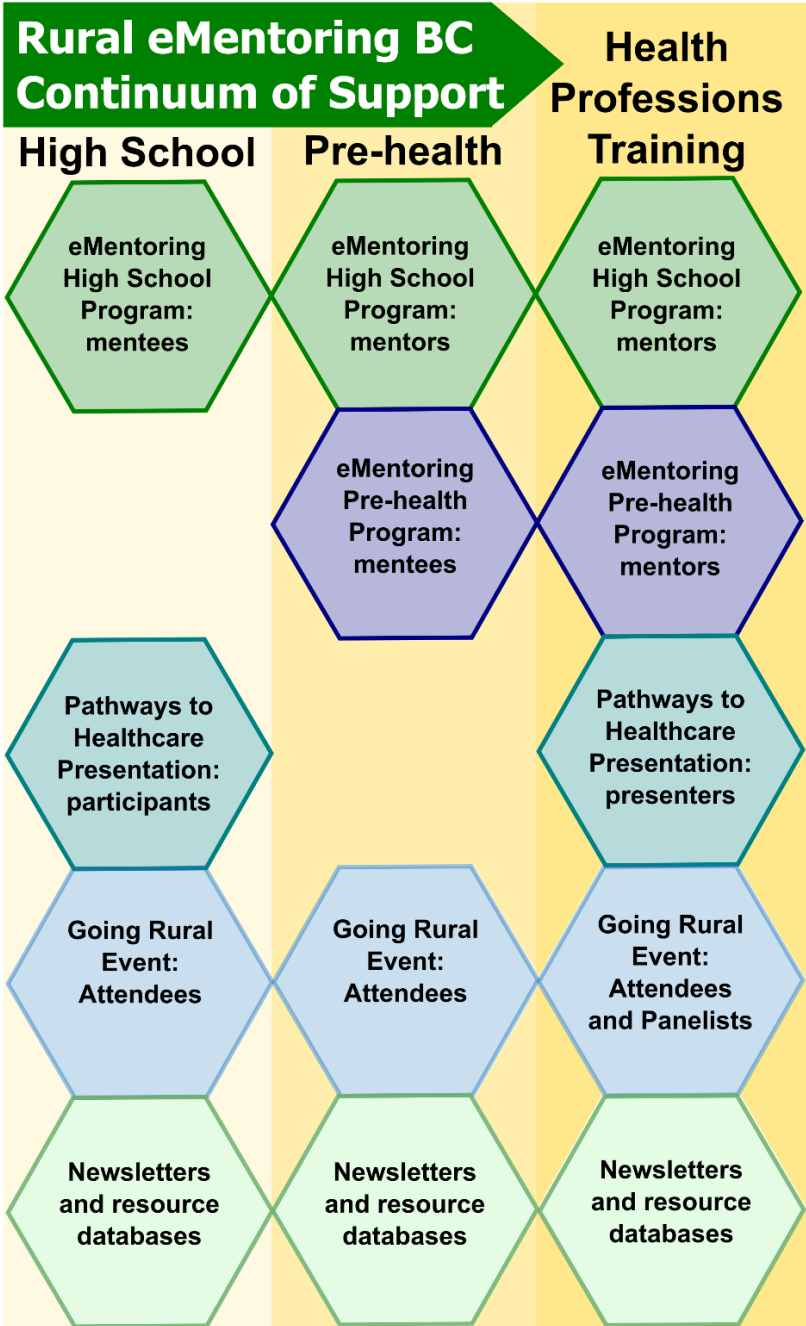 Rural eMentoring BC
Continuum of Support
High School
Pre-health
Health
Professions
Training
eMentoring
High School
Program:
mentees
eMentoring
High School
Program:
mentors
eMentoring
High School
Program:
mentors
eMentoring
Pre-health
Program:
mentees
eMentoring
Pre-health
Program:
mentors
Pathways to
Healthcare
Presentation:
participants
Pathways to
Healthcare
Presentation:
presenters
Going Rural
Event:
Attendees
Going Rural
Event:
Attendees
Going Rural
Event:
Attendees
and Panelists
Newsletters
and resource
databases
Newsletters
and resource
databases
Newsletters
and resource
databases